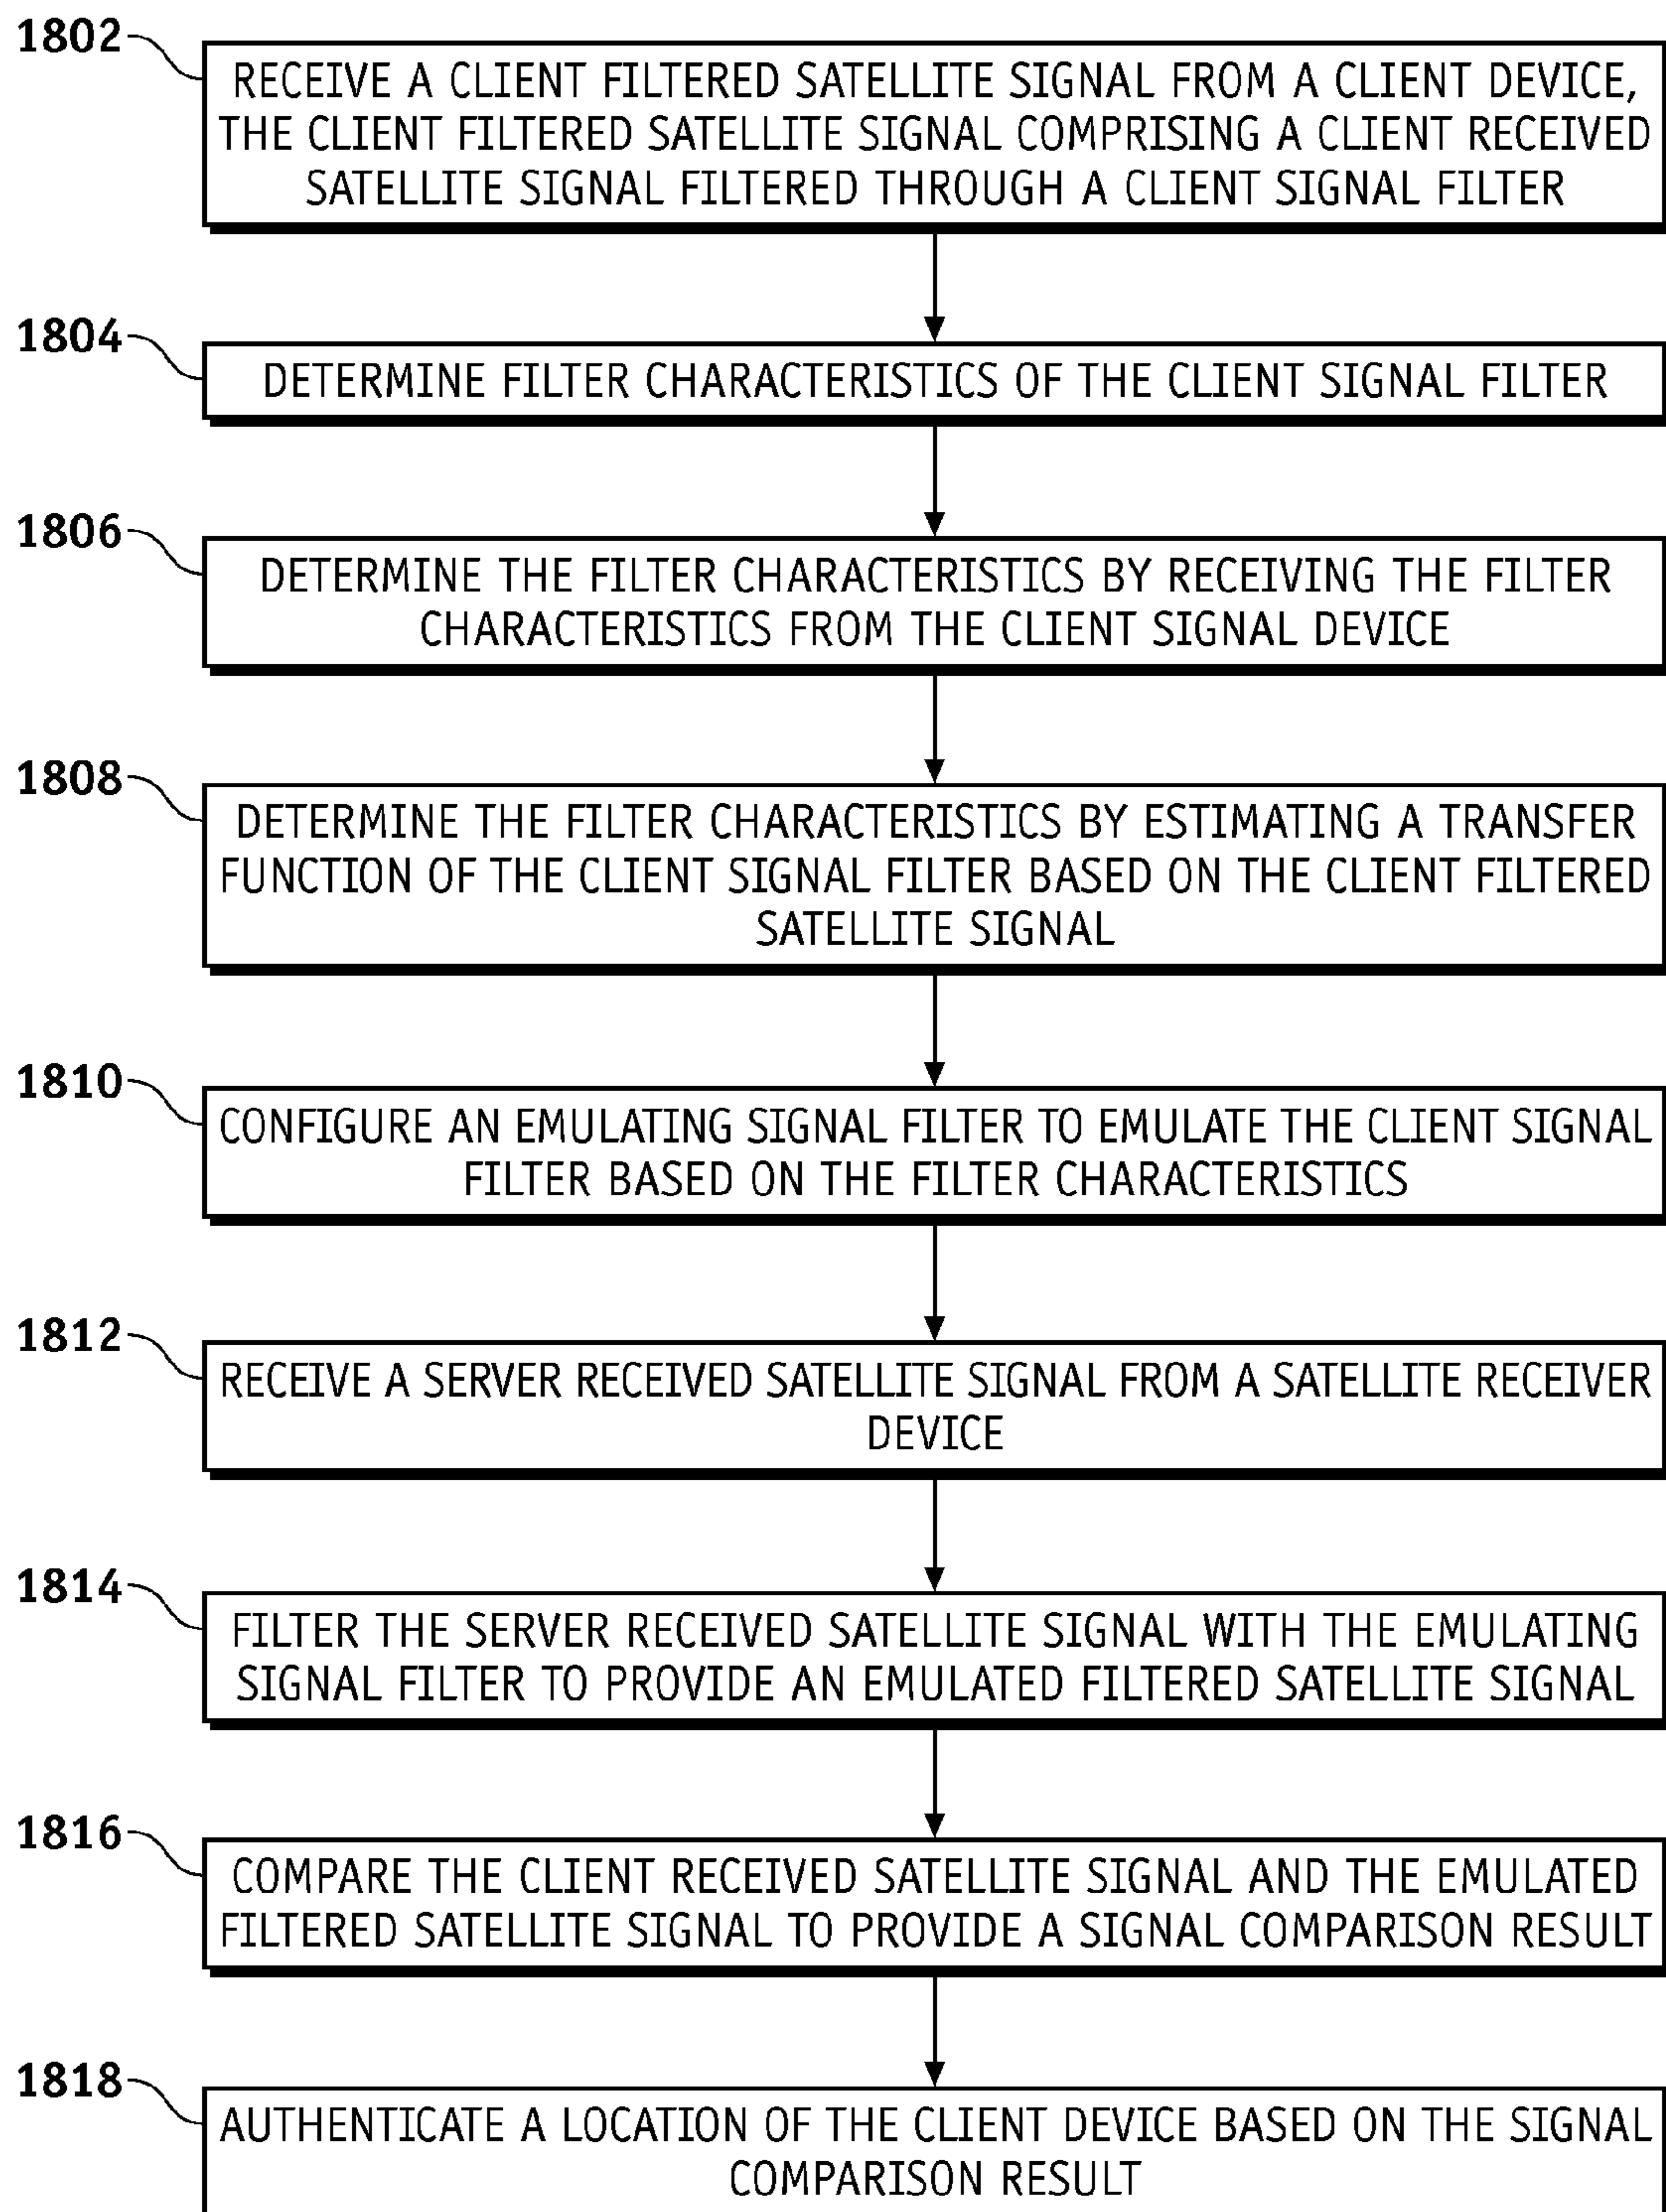 1802
RECEIVE A CLIENT FILTERED SATELLITE SIGNAL FROM A CLIENT DEVICE,
THE CLIENT FILTERED SATELLITE SIGNAL COMPRISING A CLIENT RECEIVED
SATELLITE SIGNAL FILTERED THROUGH A CLIENT SIGNAL FILTER
1804
DETERMINE FILTER CHARACTERISTICS OF THE CLIENT SIGNAL FILTER
1806
DETERMINE THE FILTER CHARACTERISTICS BY RECEIVING THE FILTER
CHARACTERISTICS FROM THE CLIENT SIGNAL DEVICE
1808
DETERMINE THE FILTER CHARACTERISTICS BY ESTIMATING A TRANSFER
FUNCTION OF THE CLIENT SIGNAL FILTER BASED ON THE CLIENT FILTERED
SATELLITE SIGNAL
1810
CONFIGURE AN EMULATING SIGNAL FILTER TO EMULATE THE CLIENT SIGNAL
FILTER BASED ON THE FILTER CHARACTERISTICS
1812
RECEIVE A SERVER RECEIVED SATELLITE SIGNAL FROM A SATELLITE RECEIVER
DEVICE
1814
FILTER THE SERVER RECEIVED SATELLITE SIGNAL WITH THE EMULATING
SIGNAL FILTER TO PROVIDE AN EMULATED FILTERED SATELLITE SIGNAL
1816
COMPARE THE CLIENT RECEIVED SATELLITE SIGNAL AND THE EMULATED
FILTERED SATELLITE SIGNAL TO PROVIDE A SIGNAL COMPARISON RESULT
1818
AUTHENTICATE A LOCATION OF THE CLIENT DEVICE BASED ON THE SIGNAL
COMPARISON RESULT